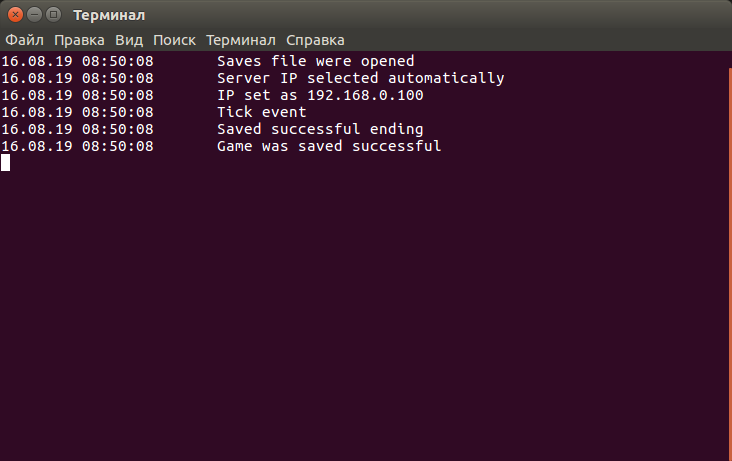 Терминал
Файл Правка Вид Поиск Терминал Справка
16.08.19 08:50:08 Saves file were opened
16.08.19 08:50:08 Server IP selected automatically
16.08.19 08:50:08 IP set as 192.168.0.100
16.08.19 08:50:08 Tick event
16.08.19 08:50:08 Saved successful ending
16.08.19 08:50:08 Game was saved successful